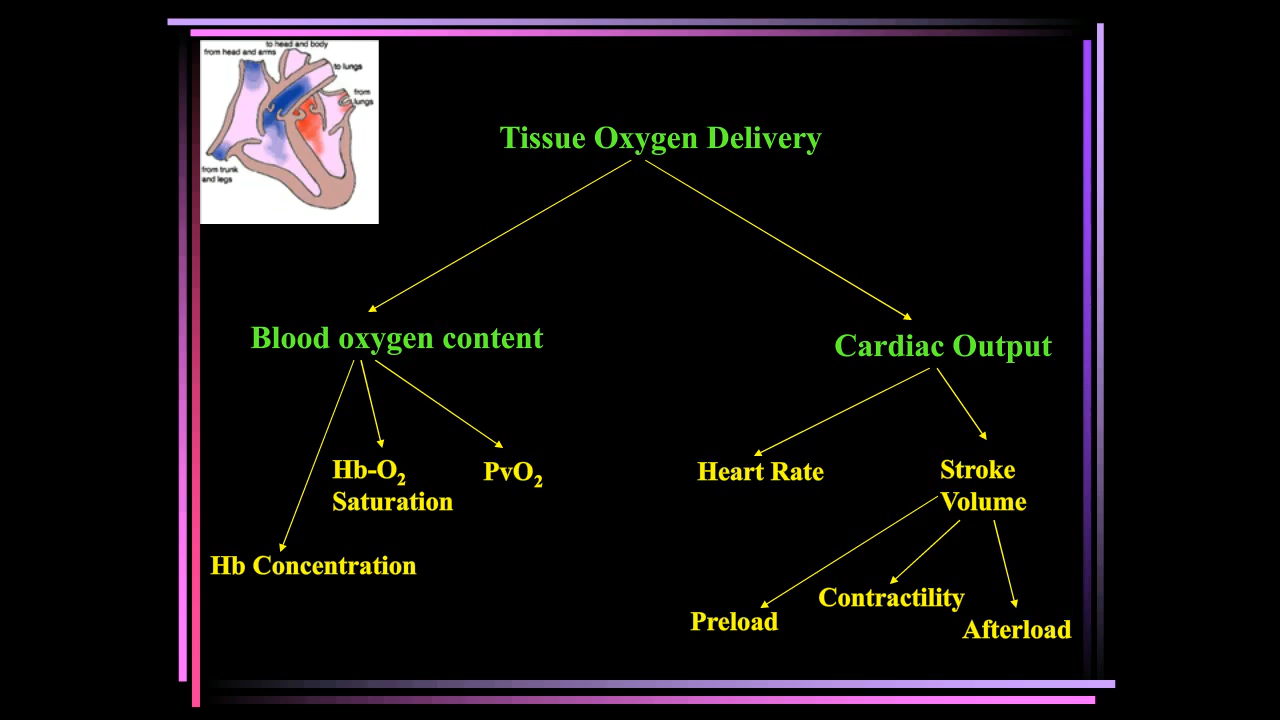 to head and body
from head and arms
to lungs
from
lungs
from trunk
and legs
Tissue Oxygen Delivery
Blood oxygen content
Cardiac Output
Hb-O₂
Saturation
PvO₂
Heart Rate
Stroke
Volume
Hb Concentration
Preload
Contractility
Afterload